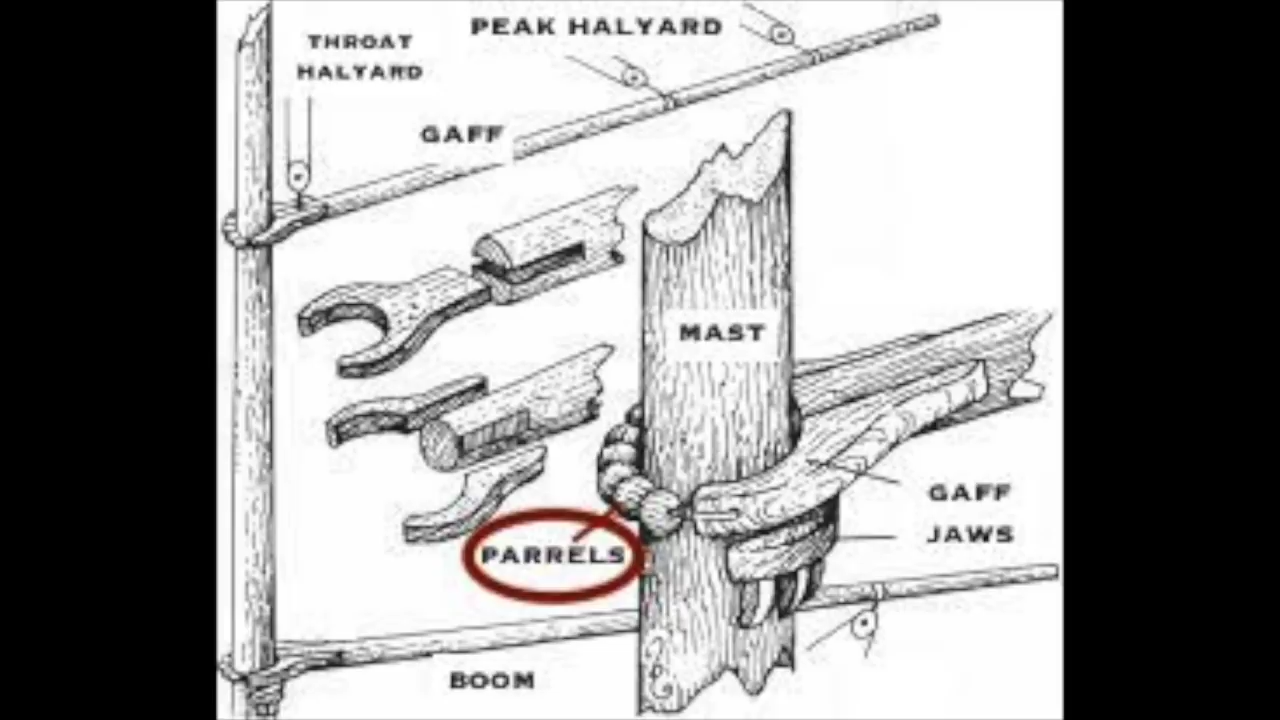 PEAK HALYARD
THROAT
HALYARD
GAFF
MAST
GAFF
JAWS
PARRELS
BOOM